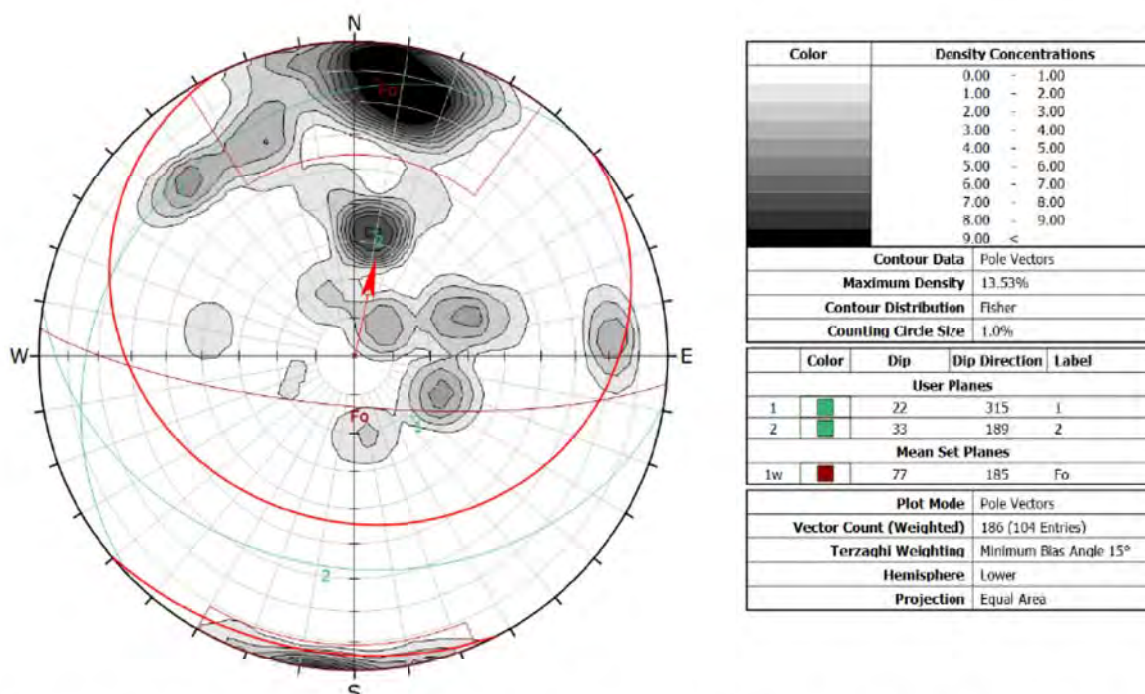 N
Fo
2
W
E
Fo
2
S
Color Density Concentrations
0.00 - 1.00
1.00 - 2.00
2.00 - 3.00
3.00 - 4.00
4.00 - 5.00
5.00 - 6.00
6.00 - 7.00
7.00 - 8.00
8.00 - 9.00
9.00 <
Contour Data Pole Vectors
Maximum Density 13.53%
Contour Distribution Fisher
Counting Circle Size 1.0%
Color Dip Dip Direction Label
User Planes
1 22 315 1
2 33 189 2
Mean Set Planes
1w 77 185 Fo
Plot Mode Pole Vectors
Vector Count (Weighted) 186 (104 Entries)
Terzaghi Weighting Minimum Bias Angle 15°
Hemisphere Lower
Projection Equal Area